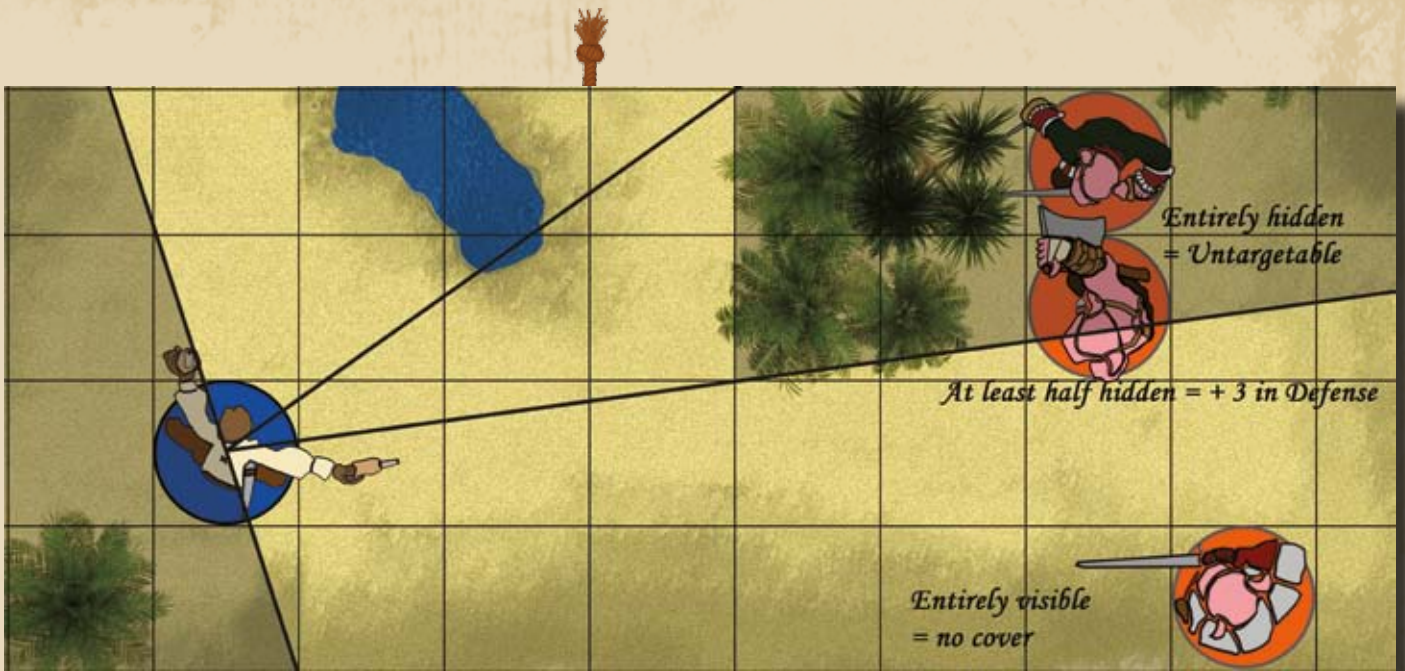 Entirely hidden
= Untargetable
At least half hidden = + 3 in Defense
Entirely visible
= no cover